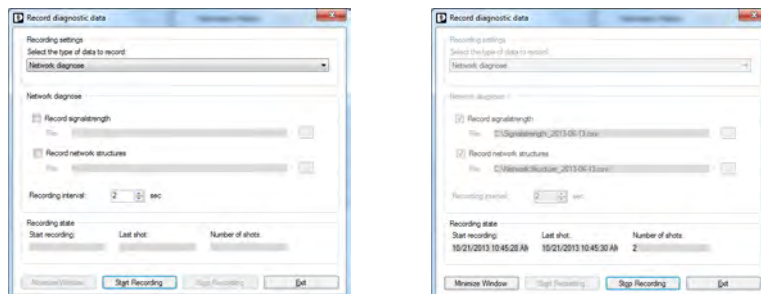 Record diagnostic data
Recording settings
Select the type of data to record:
Network diagnose
Network diagnose
Record signalstrength
File:
...
Record network structures
File:
...
Recording interval: 2 sec
Recording state
Start recording: Last shot: Number of shots:
Minimize Window Start Recording Stop Recording Exit
Record diagnostic data
Recording settings
Select the type of data to record:
Network diagnose
Network diagnose
Record signalstrength
File: C:\Signalstrength_2013-06-13.csv
...
Record network structures
File:
...
Recording interval: 2 sec
Recording state
Start recording: Last shot: Number of shots:
10/21/2013 10:45:28 AM 10/21/2013 10:45:30 AM 2
Minimize Window Start Recording Stop Recording Exit